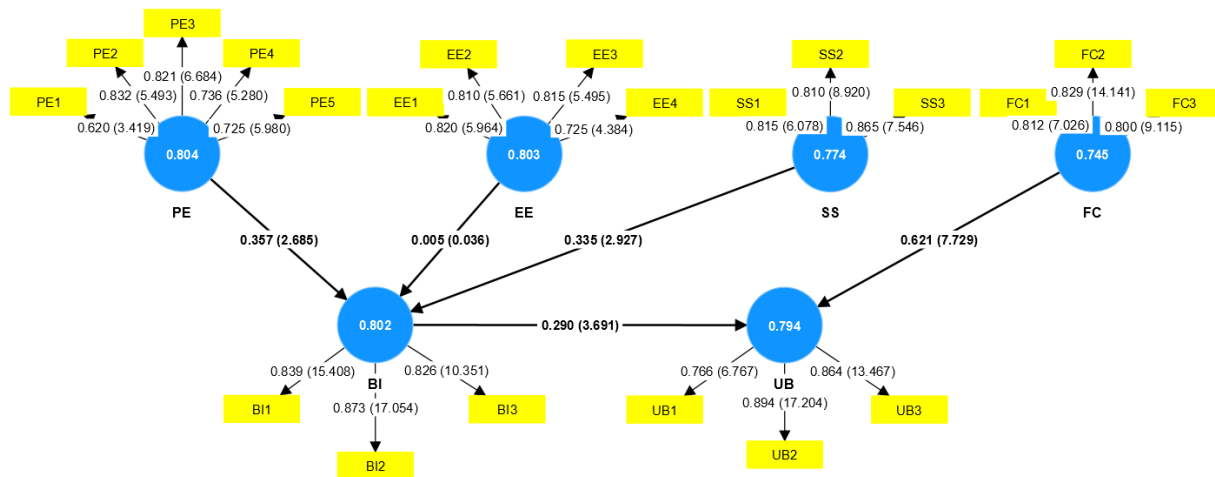 PE3
PE2
PE4
PE1
PE5
0.821 (6.684)
0.832 (5.493)
0.736 (5.280)
0.620 (3.419)
0.725 (5.980)
0.804
PE
EE2
EE3
EE1
EE4
0.810 (5.661)
0.815 (5.495)
0.820 (5.964)
0.725 (4.384)
0.803
EE
SS2
SS1
SS3
0.810 (8.920)
0.815 (6.078)
0.865 (7.546)
0.774
SS
FC2
FC1
FC3
0.829 (14.141)
0.812 (7.026)
0.800 (9.115)
0.745
FC
0.357 (2.685)
0.005 (0.036)
0.335 (2.927)
0.621 (7.729)
0.802
BI
0.290 (3.691)
0.794
UB
0.839 (15.408)
0.873 (17.054)
0.826 (10.351)
BI1
BI2
BI3
0.766 (6.767)
0.894 (17.204)
0.864 (13.467)
UB1
UB2
UB3